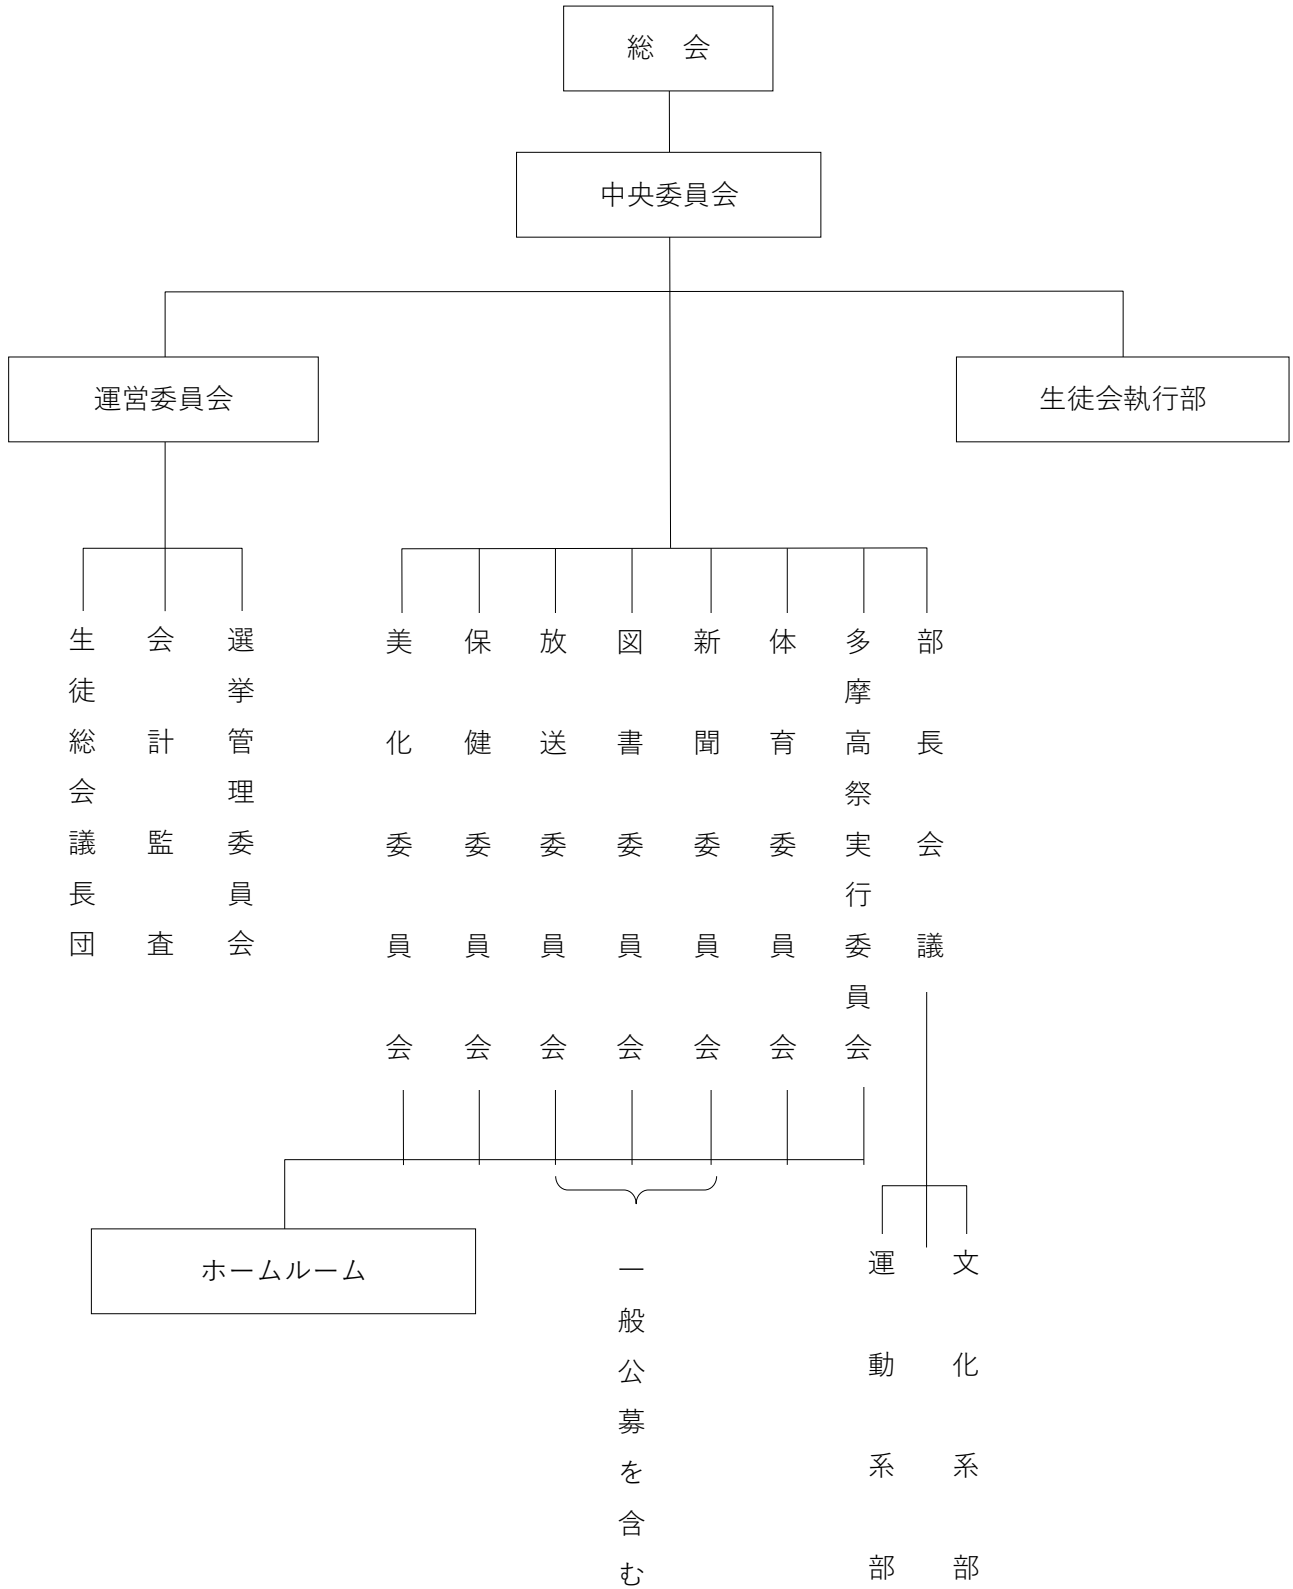 総　会
中央委員会
運営委員会
生徒会執行部
生徒総会議長団
会計監査
選挙管理委員会
美化委員会
保健委員会
放送委員会
図書委員会
新聞委員会
体育委員会
多摩高祭実行委員会
部長会議
ホームルーム
一般公募を含む
運動系部
文化系部